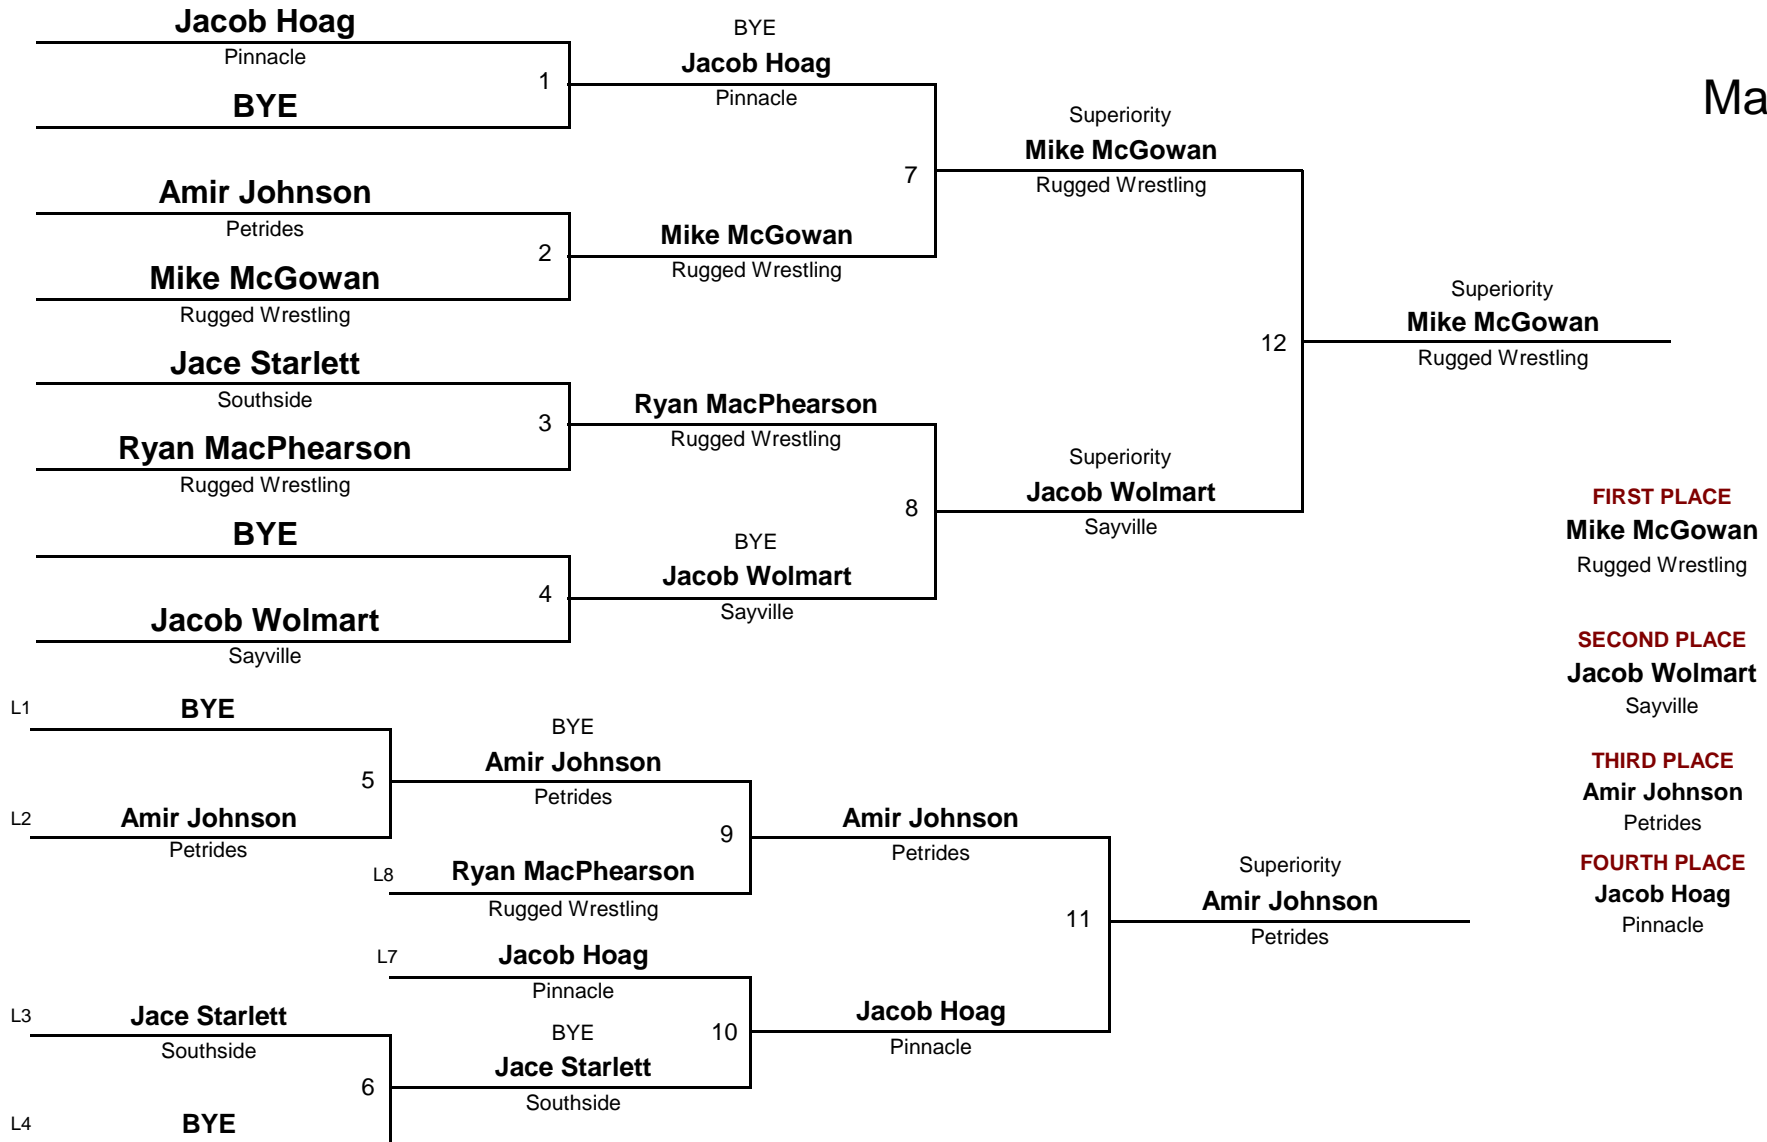 Jacob Hoag
Pinnacle
1
BYE
BYE
Jacob Hoag
Pinnacle
Ma
Amir Johnson
Petrides
2
Mike McGowan
Rugged Wrestling
Mike McGowan
Rugged Wrestling
7
Superiority
Mike McGowan
Rugged Wrestling
Jace Starlett
Southside
3
Ryan MacPhearson
Rugged Wrestling
Ryan MacPhearson
Rugged Wrestling
BYE
4
Jacob Wolmart
Sayville
BYE
Jacob Wolmart
Sayville
8
Superiority
Jacob Wolmart
Sayville
12
Superiority
Mike McGowan
Rugged Wrestling
FIRST PLACE
Mike McGowan
Rugged Wrestling
SECOND PLACE
Jacob Wolmart
Sayville
THIRD PLACE
Amir Johnson
Petrides
FOURTH PLACE
Jacob Hoag
Pinnacle
L1
BYE
5
L2
Amir Johnson
Petrides
BYE
Amir Johnson
Petrides
9
L8
Ryan MacPhearson
Rugged Wrestling
Amir Johnson
Petrides
L7
Jacob Hoag
Pinnacle
10
L3
Jace Starlett
Southside
6
L4
BYE
BYE
Jace Starlett
Southside
Jacob Hoag
Pinnacle
11
Superiority
Amir Johnson
Petrides